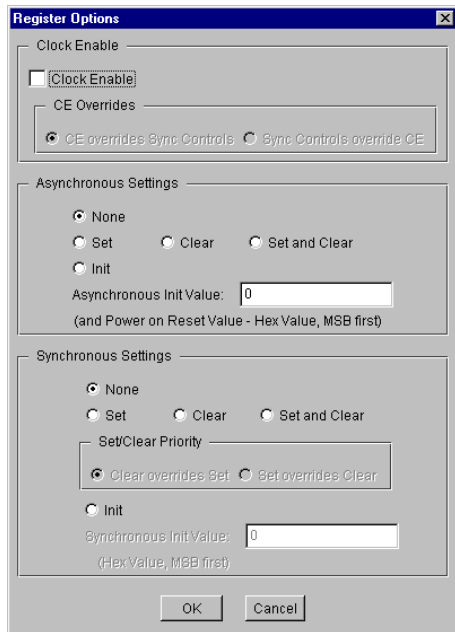 Register Options
Clock Enable
Clock Enable
CE Overrides
CE overrides Sync Controls Sync Controls override CE
Asynchronous Settings
None
Set Clear Set and Clear
Init
Asynchronous Init Value: 0
(and Power on Reset Value - Hex Value, MSB first)
Synchronous Settings
None
Set Clear Set and Clear
Set/Clear Priority
Clear overrides Set Set overrides Clear
Init
Synchronous Init Value: 0
(Hex Value, MSB first)
OK Cancel